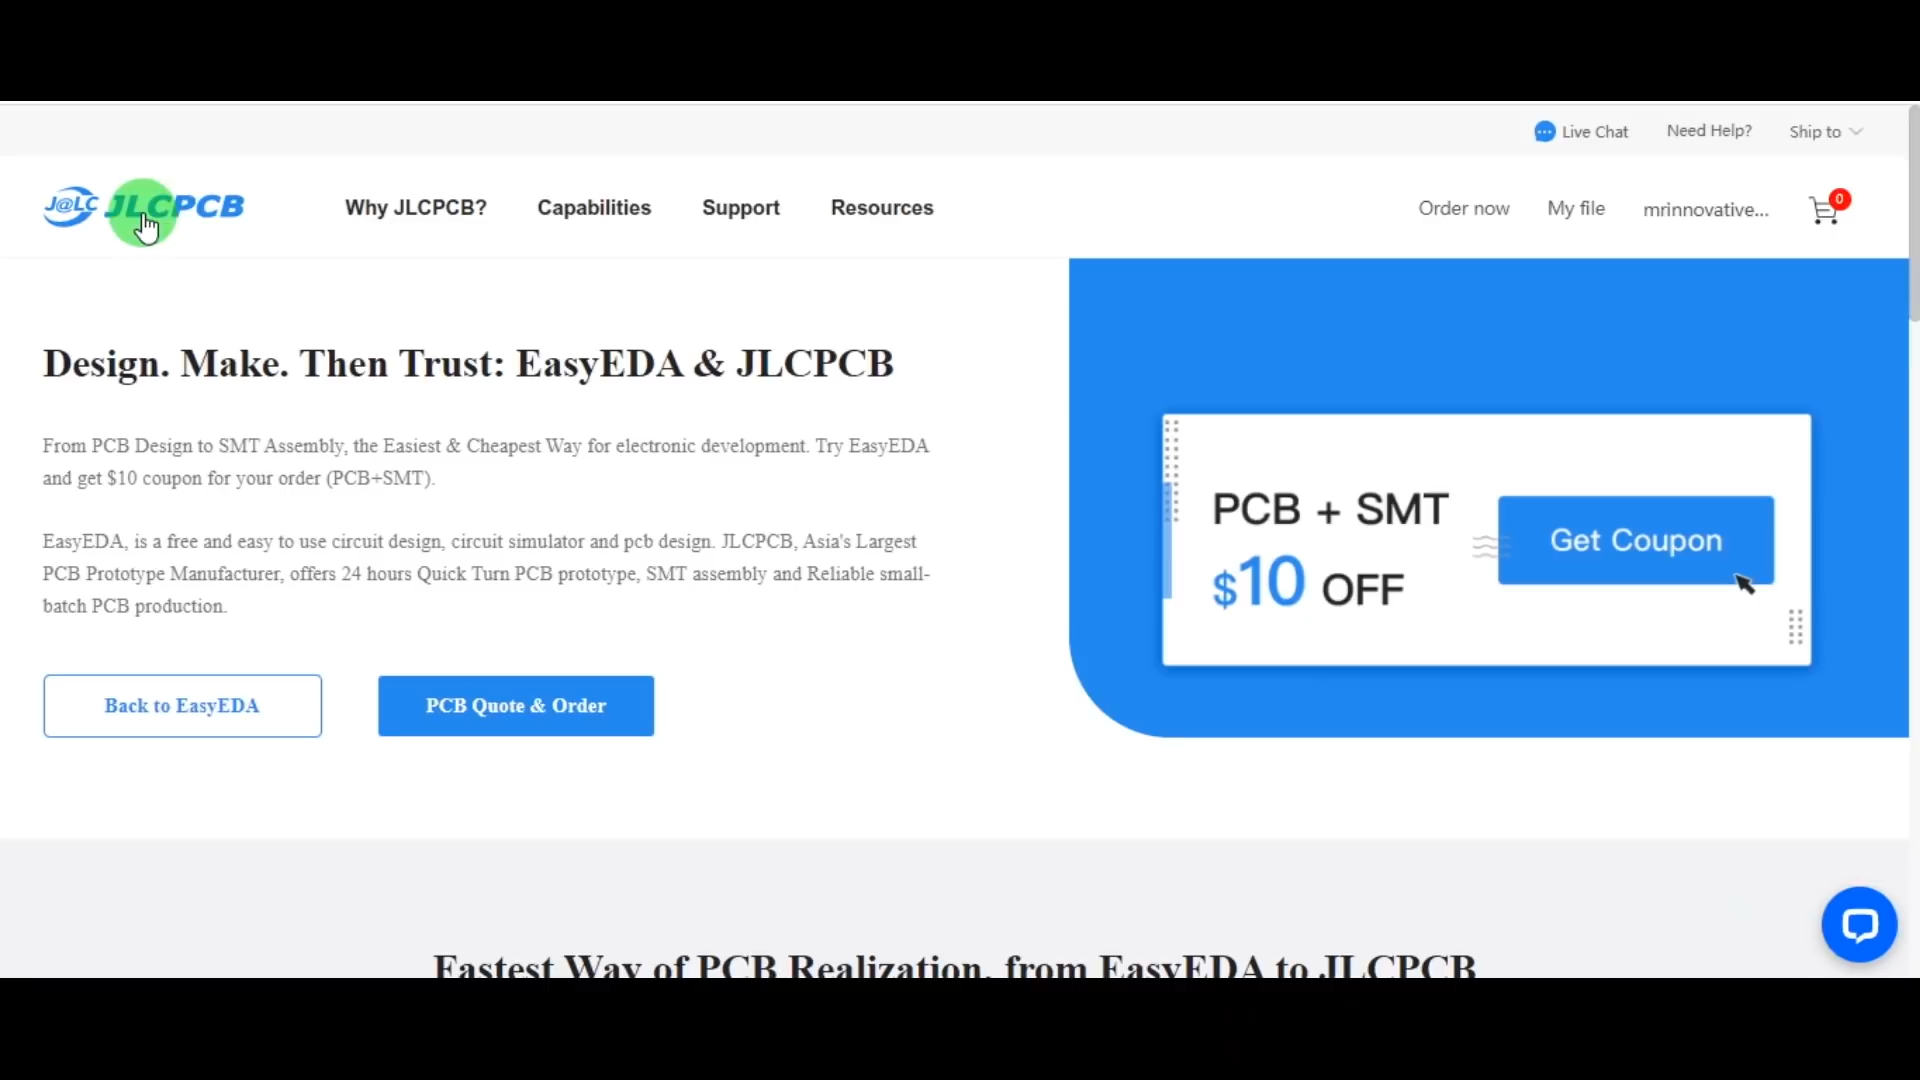 Live Chat Need Help? Ship to
J@LC JLCPCB Why JLCPCB? Capabilities Support Resources Order now My file mrinnovative... 0
Design. Make. Then Trust: EasyEDA & JLCPCB
From PCB Design to SMT Assembly, the Easiest & Cheapest Way for electronic development. Try EasyEDA
and get $10 coupon for your order (PCB+SMT).
EasyEDA, is a free and easy to use circuit design, circuit simulator and pcb design. JLCPCB, Asia's Largest
PCB Prototype Manufacturer, offers 24 hours Quick Turn PCB prototype, SMT assembly and Reliable small-
batch PCB production.
Back to EasyEDA PCB Quote & Order
PCB + SMT
$10 OFF
Get Coupon
Fastest Way of PCB Realization, from EasyEDA to JLCPCB